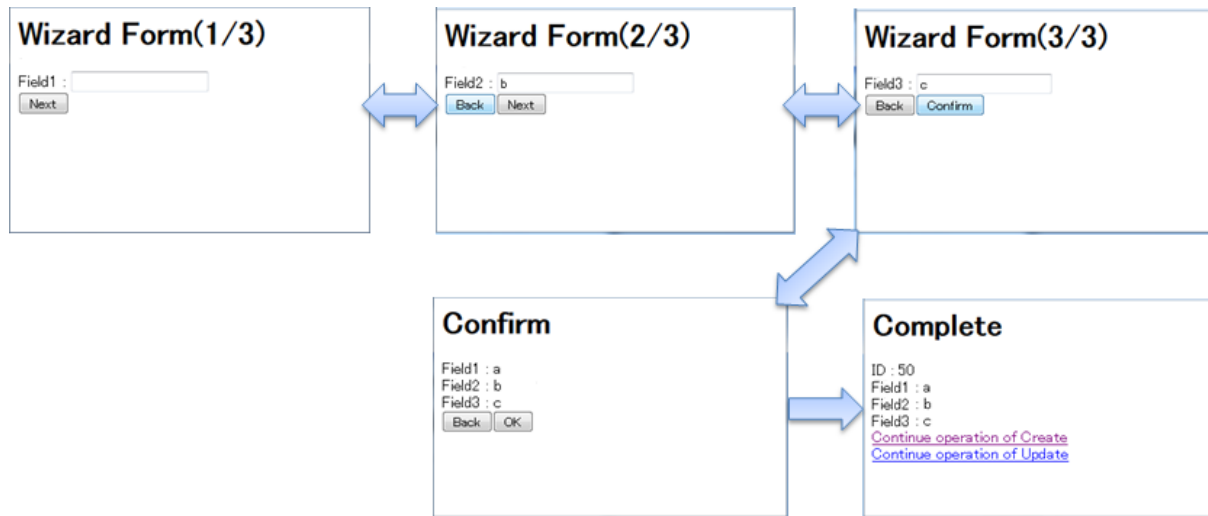 Wizard Form(1/3)
Field1 :
Next
Wizard Form(2/3)
Field2 : b
Back Next
Wizard Form(3/3)
Field3 : c
Back Confirm
Confirm
Field1 : a
Field2 : b
Field3 : c
Back OK
Complete
ID : 50
Field1 : a
Field2 : b
Field3 : c
Continue operation of Create
Continue operation of Update